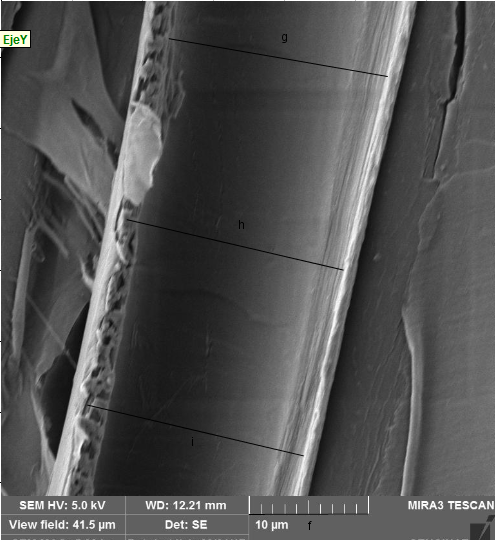 g
EjeY
h
i
SEM HV: 5.0 kV WD: 12.21 mm MIRA3 TESCAN
View field: 41.5 µm Det: SE 10 µm f